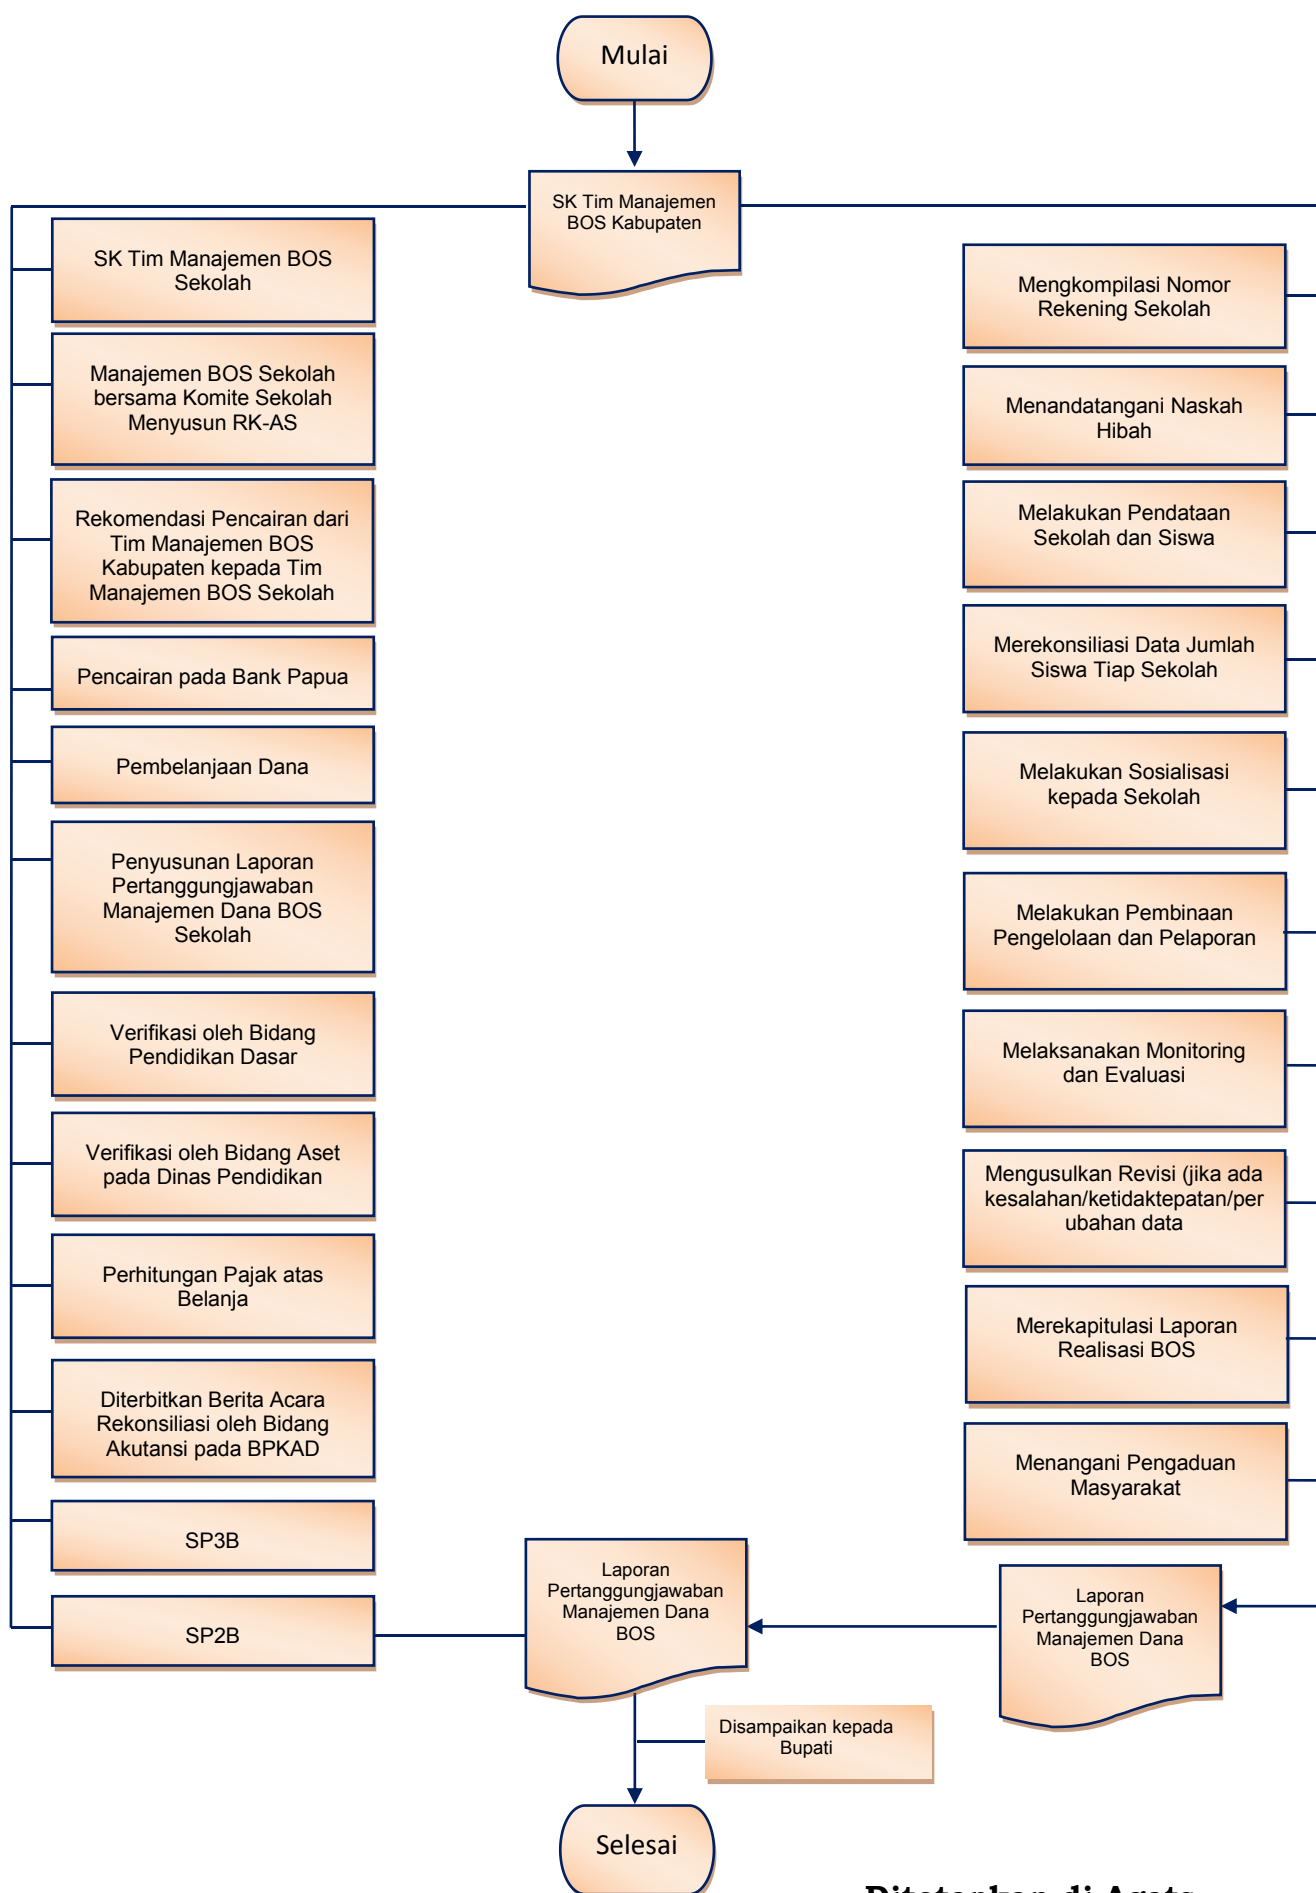 Mulai
SK Tim Manajemen
BOS Kabupaten
SK Tim Manajemen BOS
Sekolah
Manajemen BOS Sekolah
bersama Komite Sekolah
Menyusun RK-AS
Rekomendasi Pencairan dari
Tim Manajemen BOS
Kabupaten kepada Tim
Manajemen BOS Sekolah
Pencairan pada Bank Papua
Pembelanjaan Dana
Penyusunan Laporan
Pertanggungjawaban
Manajemen Dana BOS
Sekolah
Verifikasi oleh Bidang
Pendidikan Dasar
Verifikasi oleh Bidang Aset
pada Dinas Pendidikan
Perhitungan Pajak atas
Belanja
Diterbitkan Berita Acara
Rekonsiliasi oleh Bidang
Akutansi pada BPKAD
SP3B
SP2B
Mengkompilasi Nomor
Rekening Sekolah
Menandatangani Naskah
Hibah
Melakukan Pendataan
Sekolah dan Siswa
Merekonsiliasi Data Jumlah
Siswa Tiap Sekolah
Melakukan Sosialisasi
kepada Sekolah
Melakukan Pembinaan
Pengelolaan dan Pelaporan
Melaksanakan Monitoring
dan Evaluasi
Mengusulkan Revisi (jika ada
kesalahan/ketidaktepatan/per
ubahan data
Merekapitulasi Laporan
Realisasi BOS
Menangani Pengaduan
Masyarakat
Laporan
Pertanggungjawaban
Manajemen Dana
BOS
Laporan
Pertanggungjawaban
Manajemen Dana
BOS
Disampaikan kepada
Bupati
Selesai